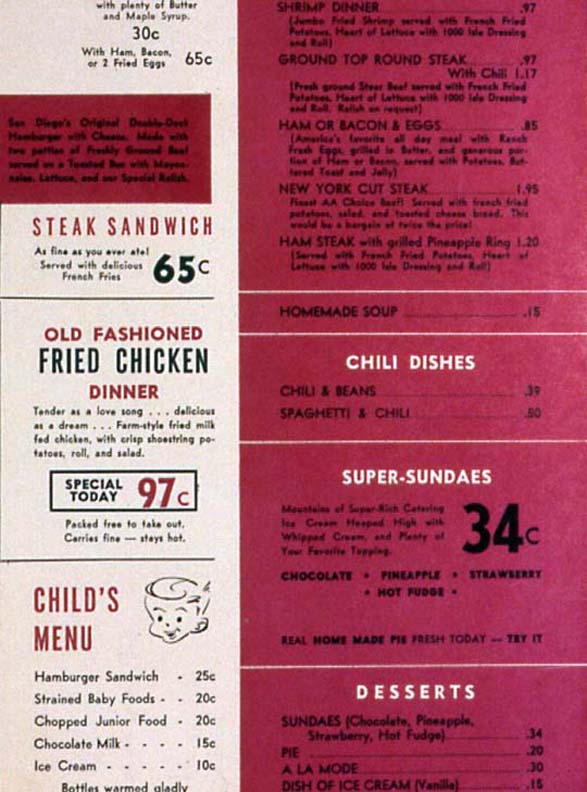 with plenty of Butter
and Maple Syrup.
30c
With Ham, Bacon,
or 2 Fried Eggs 65c
San Diego's Original Double-Deck
Hamburger with Cheese. Made with
two patties of Freshly Ground Beef
served on a Toasted Bun with Mayon-
naise, Lettuce, and our Special Relish.
STEAK SANDWICH
As fine as you ever ate!
Served with delicious
French Fries
65c
OLD FASHIONED
FRIED CHICKEN
DINNER
Tender as a love song . . . delicious
as a dream . . . Farm-style fried milk
fed chicken, with crisp shoestring po-
tatoes, roll, and salad.
SPECIAL
TODAY 97c
Packed free to take out.
Carries fine — stays hot.
CHILD'S
MENU
Hamburger Sandwich - 25c
Strained Baby Foods - - 20c
Chopped Junior Food - 20c
Chocolate Milk - - - - 15c
Ice Cream - - - - - 10c
Bottles warmed gladly
SHRIMP DINNER .97
(Jumbo Fried Shrimp served with French Fried
Potatoes, Heart of Lettuce with 1000 Isle Dressing
and Roll)
GROUND TOP ROUND STEAK .97
With Chili 1.17
(Fresh ground Steer Beef served with French Fried
Potatoes, Heart of Lettuce with 1000 Isle Dressing
and Roll. Relish on request)
HAM OR BACON & EGGS .85
(America's favorite all day meal with Ranch
Fresh Eggs, grilled in Butter, and generous por-
tion of Ham or Bacon, served with Potatoes, But-
tered Toast and Jelly)
NEW YORK CUT STEAK 1.95
Finest AA Choice Beef! Served with french fried
potatoes, salad, and toasted cheese bread. This
would be a bargain at twice the price!
HAM STEAK with grilled Pineapple Ring 1.20
(Served with French Fried Potatoes, Heart of
Lettuce with 1000 Isle Dressing and Roll)
HOMEMADE SOUP .15
CHILI DISHES
CHILI & BEANS .39
SPAGHETTI & CHILI .50
SUPER-SUNDAES
Mountains of Super-Rich Catering
Ice Cream Heaped High with
Whipped Cream, and Plenty of
Your Favorite Topping.
34c
CHOCOLATE • PINEAPPLE • STRAWBERRY
• HOT FUDGE •
REAL HOME MADE PIE FRESH TODAY — TRY IT
DESSERTS
SUNDAES (Chocolate, Pineapple,
Strawberry, Hot Fudge) .34
PIE .20
A LA MODE .30
DISH OF ICE CREAM (Vanilla) .15